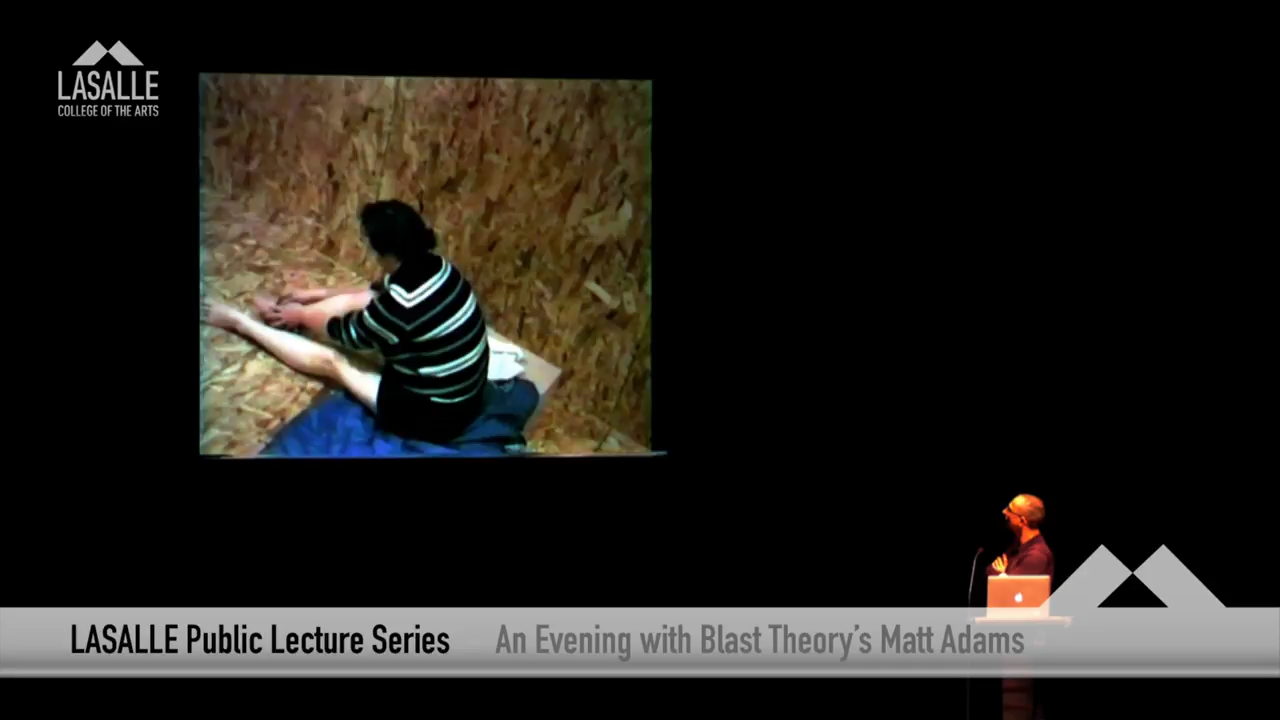 LASALLE
COLLEGE OF THE ARTS
LASALLE Public Lecture Series An Evening with Blast Theory's Matt Adams